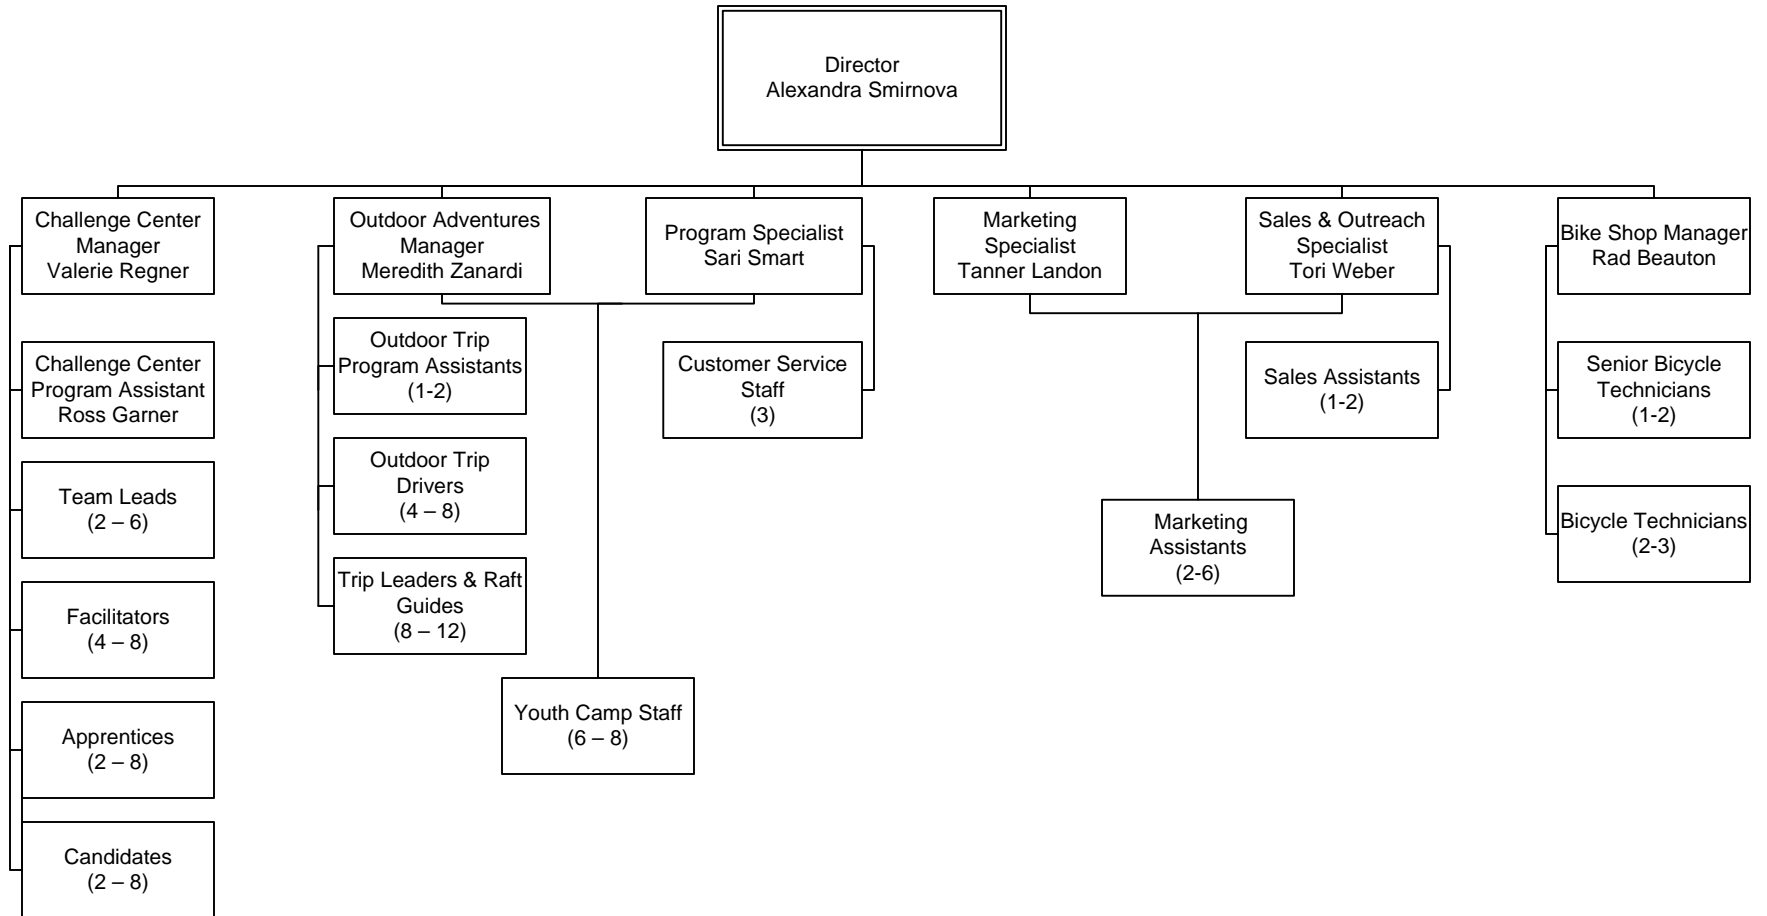 Director
Alexandra Smirnova
Challenge Center
Manager
Valerie Regner
Outdoor Adventures
Manager
Meredith Zanardi
Program Specialist
Sari Smart
Marketing
Specialist
Tanner Landon
Sales & Outreach
Specialist
Tori Weber
Bike Shop Manager
Rad Beauton
Challenge Center
Program Assistant
Ross Garner
Team Leads
(2 – 6)
Facilitators
(4 – 8)
Apprentices
(2 – 8)
Candidates
(2 – 8)
Outdoor Trip
Program Assistants
(1-2)
Outdoor Trip
Drivers
(4 – 8)
Trip Leaders & Raft
Guides
(8 – 12)
Youth Camp Staff
(6 – 8)
Customer Service
Staff
(3)
Marketing
Assistants
(2-6)
Sales Assistants
(1-2)
Senior Bicycle
Technicians
(1-2)
Bicycle Technicians
(2-3)